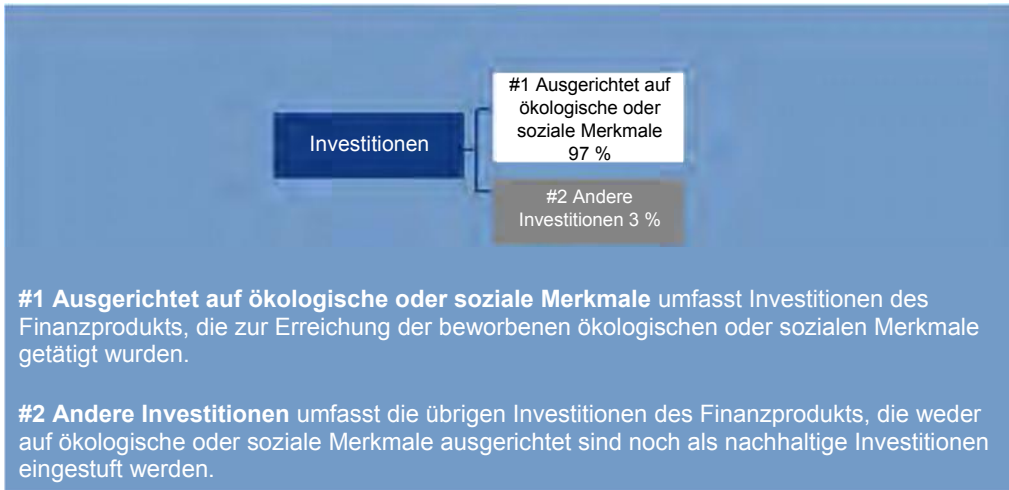 #1 Ausgerichtet auf
ökologische oder
soziale Merkmale
97 %
Investitionen
#2 Andere
Investitionen 3 %
#1 Ausgerichtet auf ökologische oder soziale Merkmale umfasst Investitionen des
Finanzprodukts, die zur Erreichung der beworbenen ökologischen oder sozialen Merkmale
getätigt wurden.
#2 Andere Investitionen umfasst die übrigen Investitionen des Finanzprodukts, die weder
auf ökologische oder soziale Merkmale ausgerichtet sind noch als nachhaltige Investitionen
eingestuft werden.